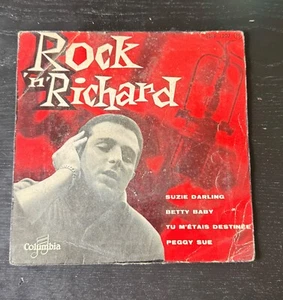 Rock
'n' Richard
SUZIE DARLING
BETTY BABY
TU M'ÉTAIS DESTINÉE
PEGGY SUE
Columbia